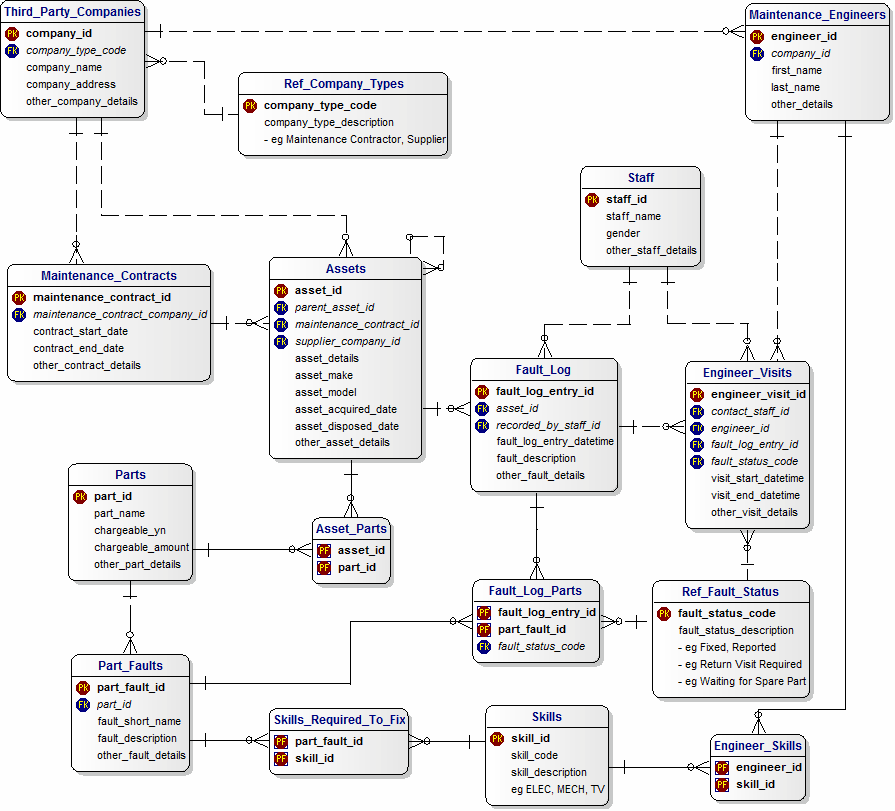 Third_Party_Companies
PK company_id
FK company_type_code
company_name
company_address
other_company_details
Maintenance_Engineers
PK engineer_id
FK company_id
first_name
last_name
other_details
Ref_Company_Types
PK company_type_code
company_type_description
- eg Maintenance Contractor, Supplier
Staff
PK staff_id
staff_name
gender
other_staff_details
Maintenance_Contracts
PK maintenance_contract_id
FK maintenance_contract_company_id
contract_start_date
contract_end_date
other_contract_details
Assets
PK asset_id
FK parent_asset_id
FK maintenance_contract_id
FK supplier_company_id
asset_details
asset_make
asset_model
asset_acquired_date
asset_disposed_date
other_asset_details
Fault_Log
PK fault_log_entry_id
FK asset_id
FK recorded_by_staff_id
fault_log_entry_datetime
fault_description
other_fault_details
Engineer_Visits
PK engineer_visit_id
FK contact_staff_id
FK engineer_id
FK fault_log_entry_id
FK fault_status_code
visit_start_datetime
visit_end_datetime
other_visit_details
Parts
PK part_id
part_name
chargeable_yn
chargeable_amount
other_part_details
Asset_Parts
PF asset_id
PF part_id
Fault_Log_Parts
PF fault_log_entry_id
PF part_fault_id
FK fault_status_code
Ref_Fault_Status
PK fault_status_code
fault_status_description
- eg Fixed, Reported
- eg Return Visit Required
- eg Waiting for Spare Part
Part_Faults
PK part_fault_id
FK part_id
fault_short_name
fault_description
other_fault_details
Skills_Required_To_Fix
PF part_fault_id
PF skill_id
Skills
PK skill_id
skill_code
skill_description
eg ELEC, MECH, TV
Engineer_Skills
PF engineer_id
PF skill_id